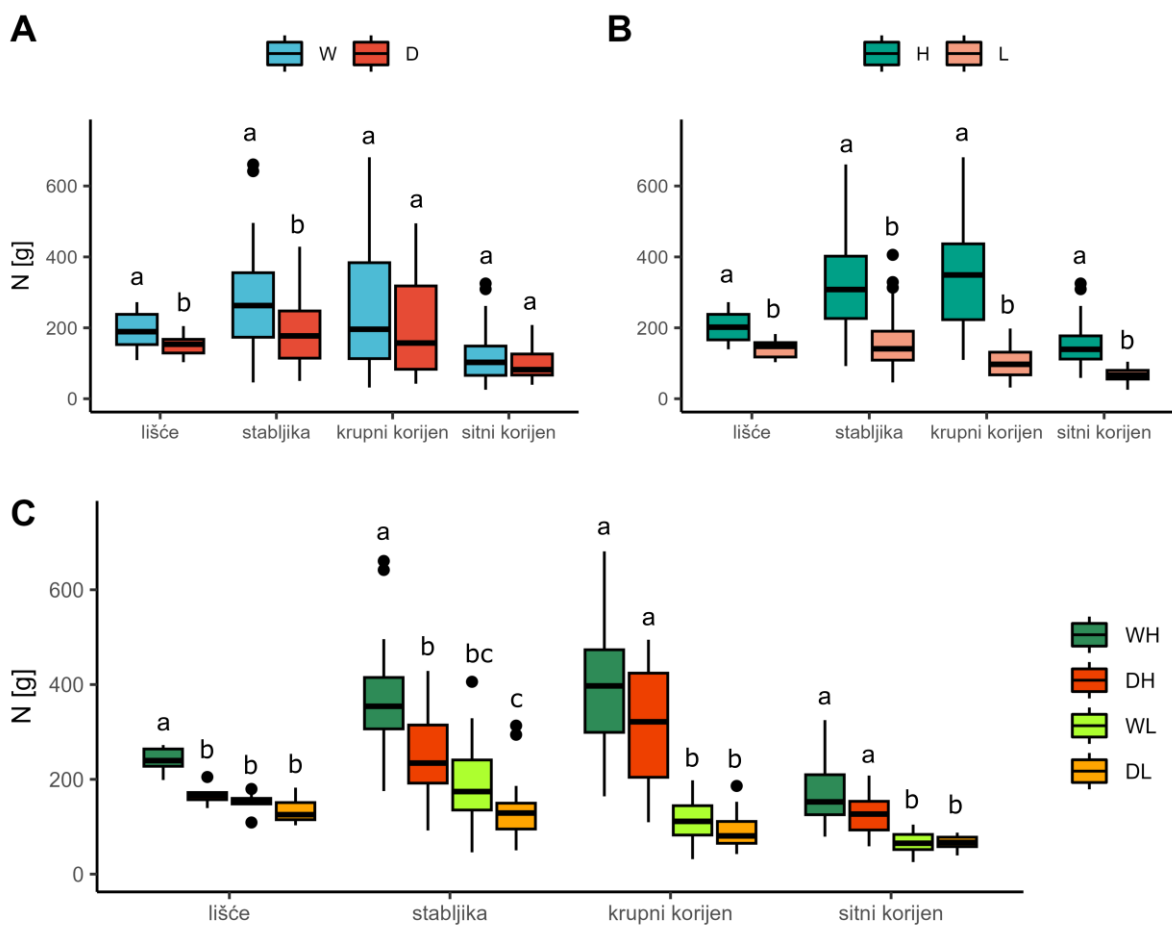 A
W D
N [g]
600
400
200
0
a b a b a a a a
lišće stabljika krupni korijen sitni korijen
B
H L
600
400
200
0
a b a b a b a b
lišće stabljika krupni korijen sitni korijen
C
N [g]
600
400
200
0
a b b b a b bc c a a b b a a b b
lišće stabljika krupni korijen sitni korijen
WH
DH
WL
DL